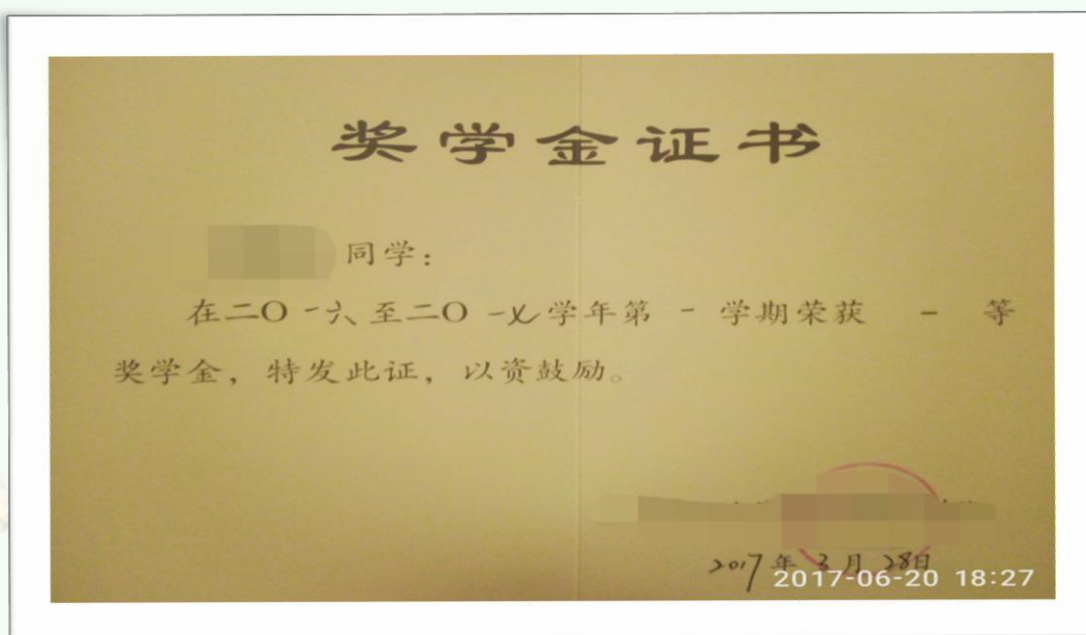 奖学金证书
同学：
在二〇一六至二〇一七学年第一学期荣获 一 等
奖学金，特发此证，以资鼓励。
2017年3月28日
2017-06-20 18:27